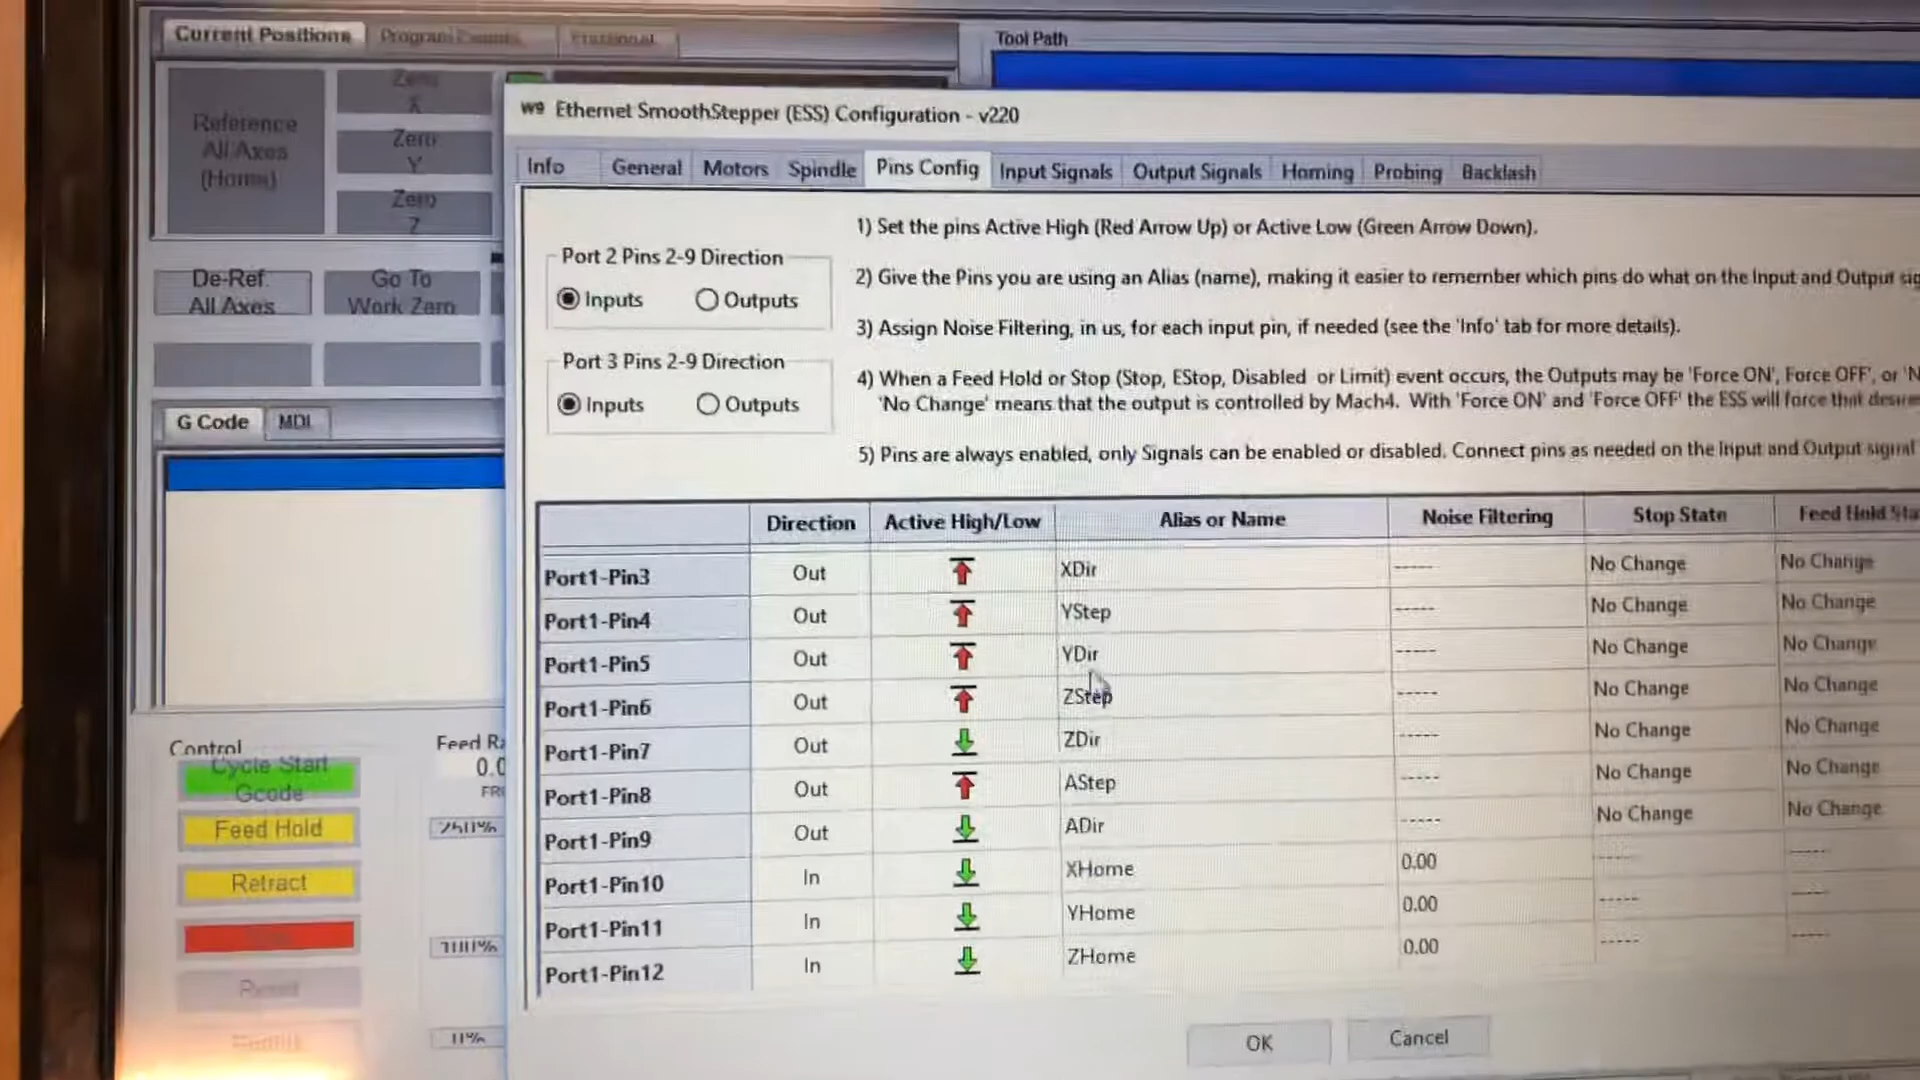 Current Positions
Tool Path
Reference
All Axes
(Home)
Zero
X
Zero
Y
Zero
Z
De-Ref
All Axes
Go To
Work Zero
G Code
MDI
Control
Cycle Start
Gcode
Feed Hold
Retract
W9 Ethernet SmoothStepper (ESS) Configuration - v220
Info General Motors Spindle Pins Config Input Signals Output Signals Homing Probing Backlash
Port 2 Pins 2-9 Direction
Inputs Outputs
Port 3 Pins 2-9 Direction
Inputs Outputs
1) Set the pins Active High (Red Arrow Up) or Active Low (Green Arrow Down).
2) Give the Pins you are using an Alias (name), making it easier to remember which pins do what on the Input and Output sig
3) Assign Noise Filtering, in us, for each input pin, if needed (see the 'Info' tab for more details).
4) When a Feed Hold or Stop (Stop, EStop, Disabled or Limit) event occurs, the Outputs may be 'Force ON', Force OFF', or 'N
'No Change' means that the output is controlled by Mach4. With 'Force ON' and 'Force OFF' the ESS will force that desire
5) Pins are always enabled, only Signals can be enabled or disabled. Connect pins as needed on the Input and Output signal
Direction Active High/Low Alias or Name Noise Filtering Stop State Feed Hold Sta
Port1-Pin3 Out XDir ----- No Change No Change
Port1-Pin4 Out YStep ----- No Change No Change
Port1-Pin5 Out YDir ----- No Change No Change
Port1-Pin6 Out ZStep ----- No Change No Change
Port1-Pin7 Out ZDir ----- No Change No Change
Port1-Pin8 Out AStep ----- No Change No Change
Port1-Pin9 Out ADir ----- No Change No Change
Port1-Pin10 In XHome 0.00 ----- -----
Port1-Pin11 In YHome 0.00 ----- -----
Port1-Pin12 In ZHome 0.00 ----- -----
OK Cancel